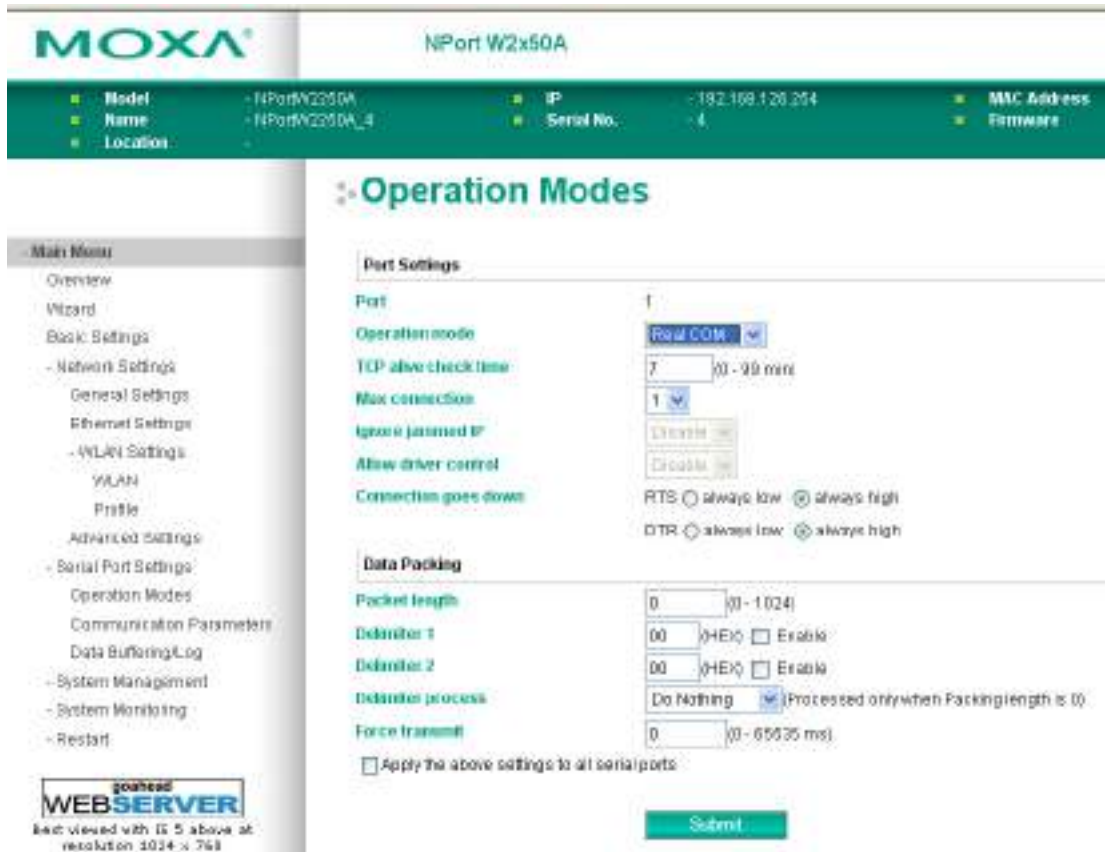 MOXA
NPort W2x50A
Model - NPortW2250A
IP - 192.168.126.254
MAC Address
Name - NPortW2250A_4
Serial No. - 4
Firmware
Location -
Operation Modes
- Main Menu
Overview
Wizard
Basic Settings
- Network Settings
General Settings
Ethernet Settings
- WLAN Settings
WLAN
Profile
Advanced Settings
- Serial Port Settings
Operation Modes
Communication Parameters
Data Buffering/Log
- System Management
- System Monitoring
- Restart
goahead
WEBSERVER
Best viewed with IE 5 above at
resolution 1024 x 768
Port Settings
Port 1
Operation mode Real COM
TCP alive check time 7 (0 - 99 min)
Max connection 1
Ignore jammed IP Disable
Allow driver control Disable
Connection goes down RTS always low always high
DTR always low always high
Data Packing
Packet length 0 (0 - 1024)
Delimiter 1 00 (HEX) Enable
Delimiter 2 00 (HEX) Enable
Delimiter process Do Nothing (Processed only when Packing length is 0)
Force transmit 0 (0 - 65535 ms)
Apply the above settings to all serial ports
Submit